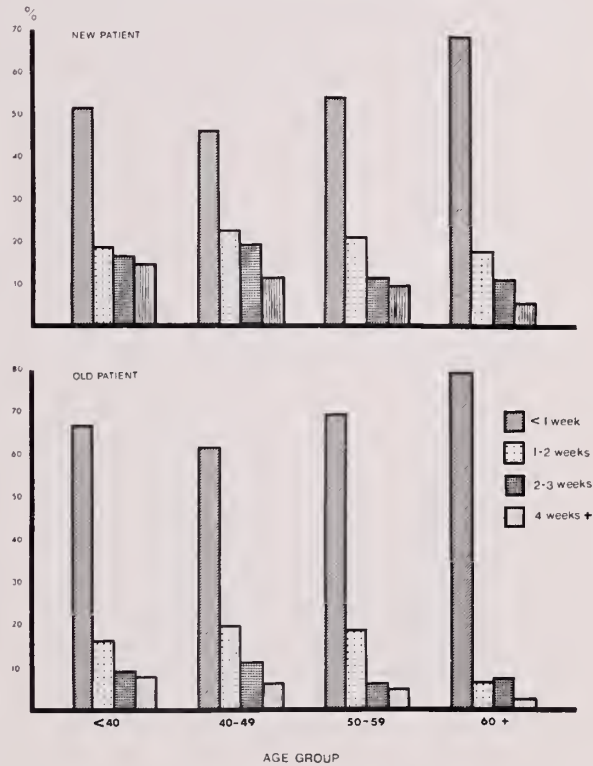 %
70
NEW PATIENT
60
50
40
30
20
10
80
OLD PATIENT
70
60
50
40
30
20
10
< 1 week
1-2 weeks
2-3 weeks
4 weeks +
<40 40-49 50-59 60 +
AGE GROUP